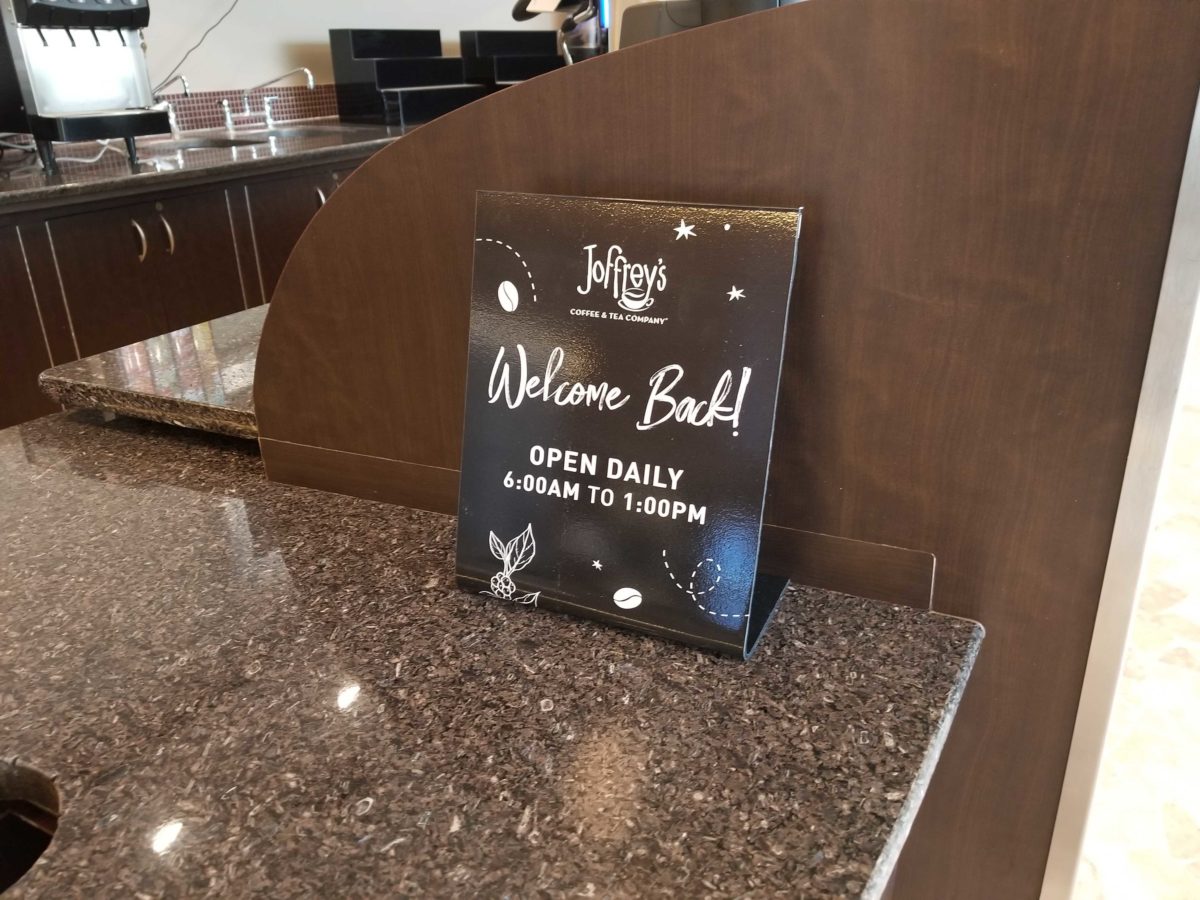 Joffrey's
COFFEE & TEA COMPANY
Welcome Back!
OPEN DAILY
6:00AM TO 1:00PM